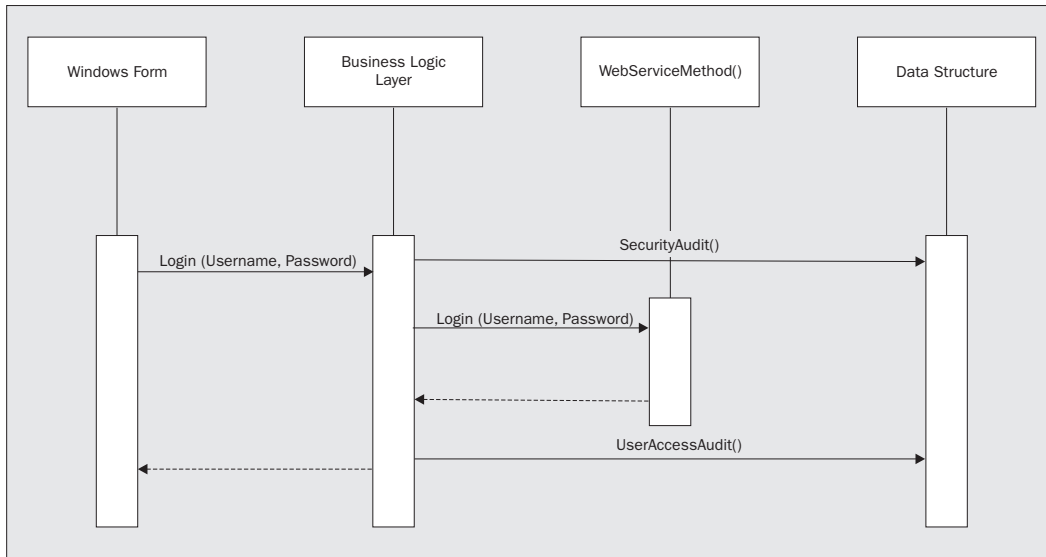 Windows Form
Business Logic
Layer
WebServiceMethod()
Data Structure
SecurityAudit()
Login (Username, Password)
Login (Username, Password)
UserAccessAudit()